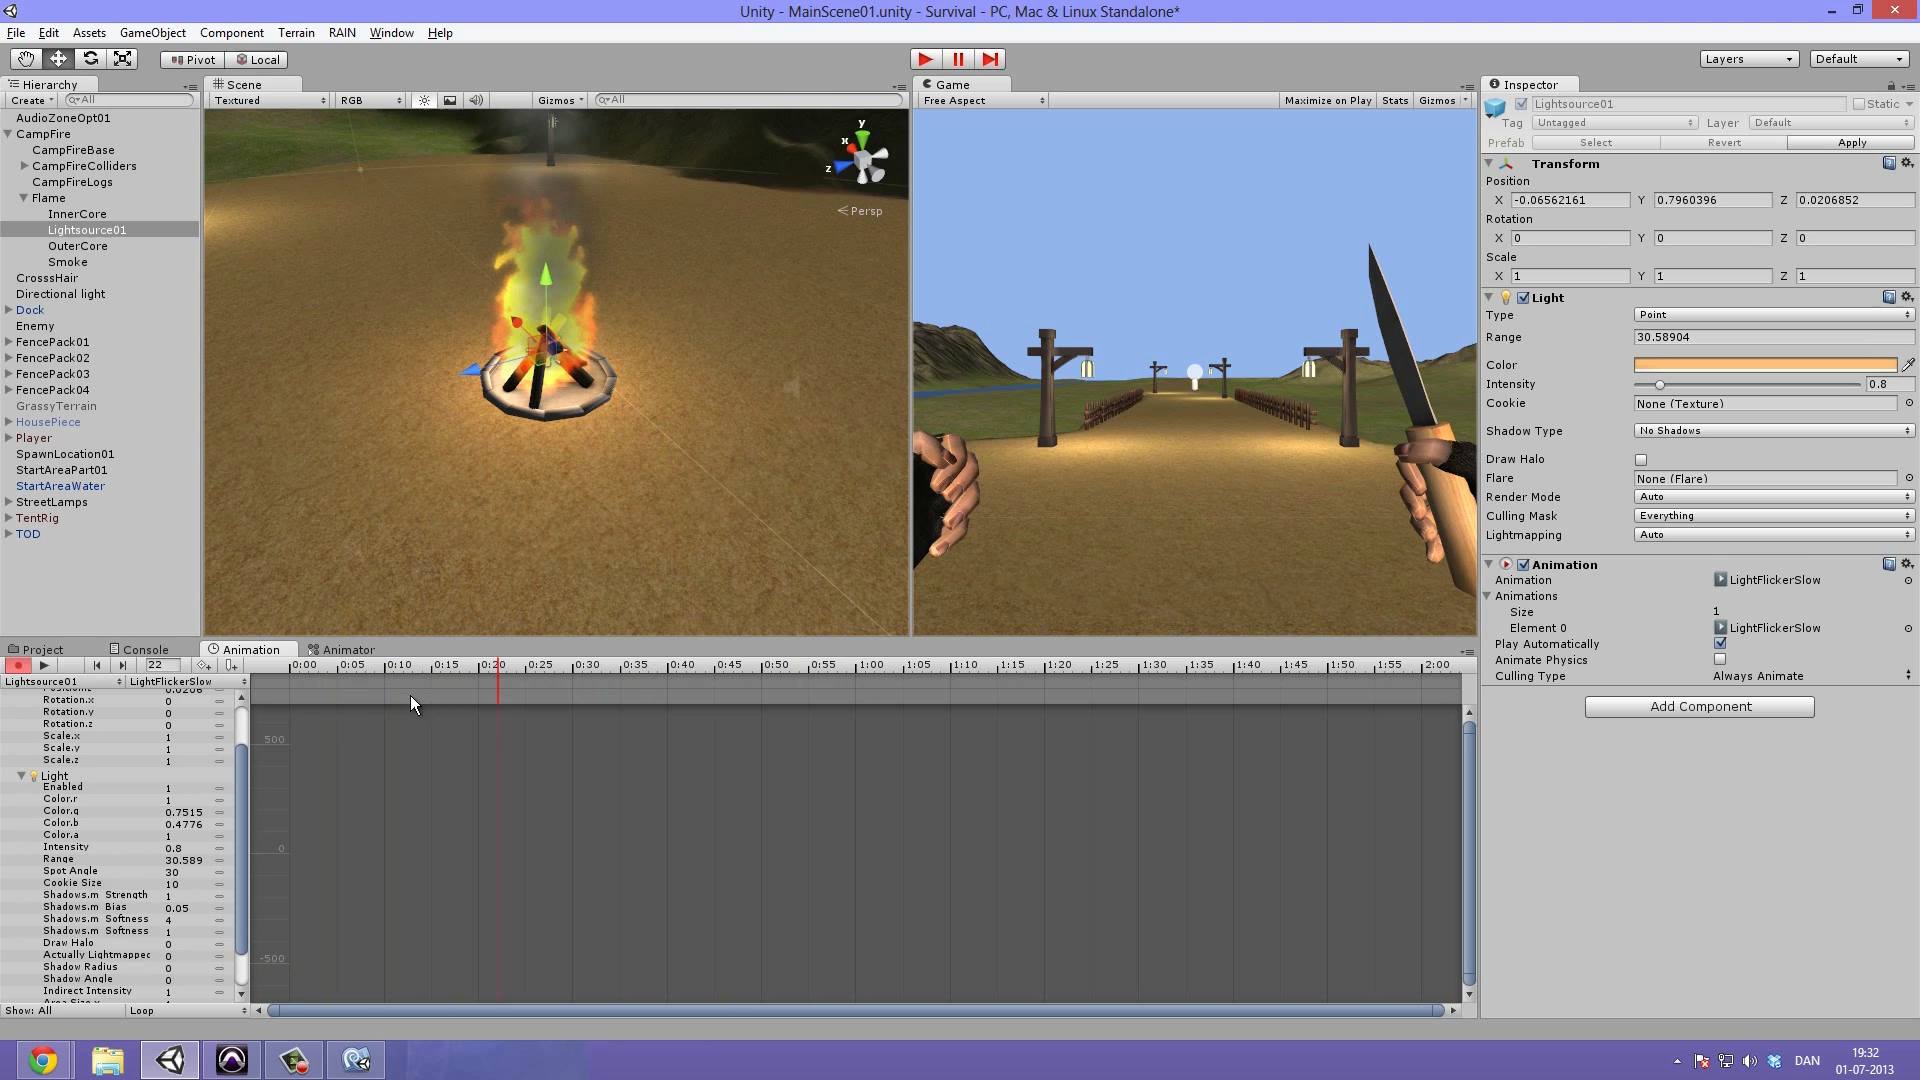 Unity - MainScene01.unity - Survival - PC, Mac & Linux Standalone*
File Edit Assets GameObject Component Terrain RAIN Window Help
Pivot Local Layers Default
Hierarchy
Create All
AudioZoneOpt01
CampFire
CampFireBase
CampFireColliders
CampFireLogs
Flame
InnerCore
Lightsource01
OuterCore
Smoke
CrosssHair
Directional light
Dock
Enemy
FencePack01
FencePack02
FencePack03
FencePack04
GrassyTerrain
HousePiece
Player
SpawnLocation01
StartAreaPart01
StartAreaWater
StreetLamps
TentRig
TOD
Scene
Textured RGB Gizmos All
y
x
z
Persp
Game
Free Aspect Maximize on Play Stats Gizmos
Inspector
Lightsource01 Static
Tag Untagged Layer Default
Prefab Select Revert Apply
Transform
Position
X -0.06562161 Y 0.7960396 Z 0.0206852
Rotation
X 0 Y 0 Z 0
Scale
X 1 Y 1 Z 1
Light
Type Point
Range 30.58904
Color
Intensity 0.8
Cookie None (Texture)
Shadow Type No Shadows
Draw Halo
Flare None (Flare)
Render Mode Auto
Culling Mask Everything
Lightmapping Auto
Animation
Animation LightFlickerSlow
Animations
Size 1
Element 0 LightFlickerSlow
Play Automatically
Animate Physics
Culling Type Always Animate
Add Component
Project Console Animation Animator
22 0:00 0:05 0:10 0:15 0:20 0:25 0:30 0:35 0:40 0:45 0:50 0:55 1:00 1:05 1:10 1:15 1:20 1:25 1:30 1:35 1:40 1:45 1:50 1:55 2:00
Lightsource01 LightFlickerSlow
Rotation.x 0
Rotation.y 0
Rotation.z 0
Scale.x 1
Scale.y 1
Scale.z 1
Light
Enabled 1
Color.r 1
Color.g 0.7515
Color.b 0.4776
Color.a 1
Intensity 0.8
Range 30.589
Spot Angle 30
Cookie Size 10
Shadows.m Strength 1
Shadows.m Bias 0.05
Shadows.m Softness 4
Shadows.m Softness 1
Draw Halo 0
Actually Lightmapped 0
Shadow Radius 0
Shadow Angle 0
Indirect Intensity 1
500
0
-500
Show: All Loop
DAN
19:32
01-07-2013